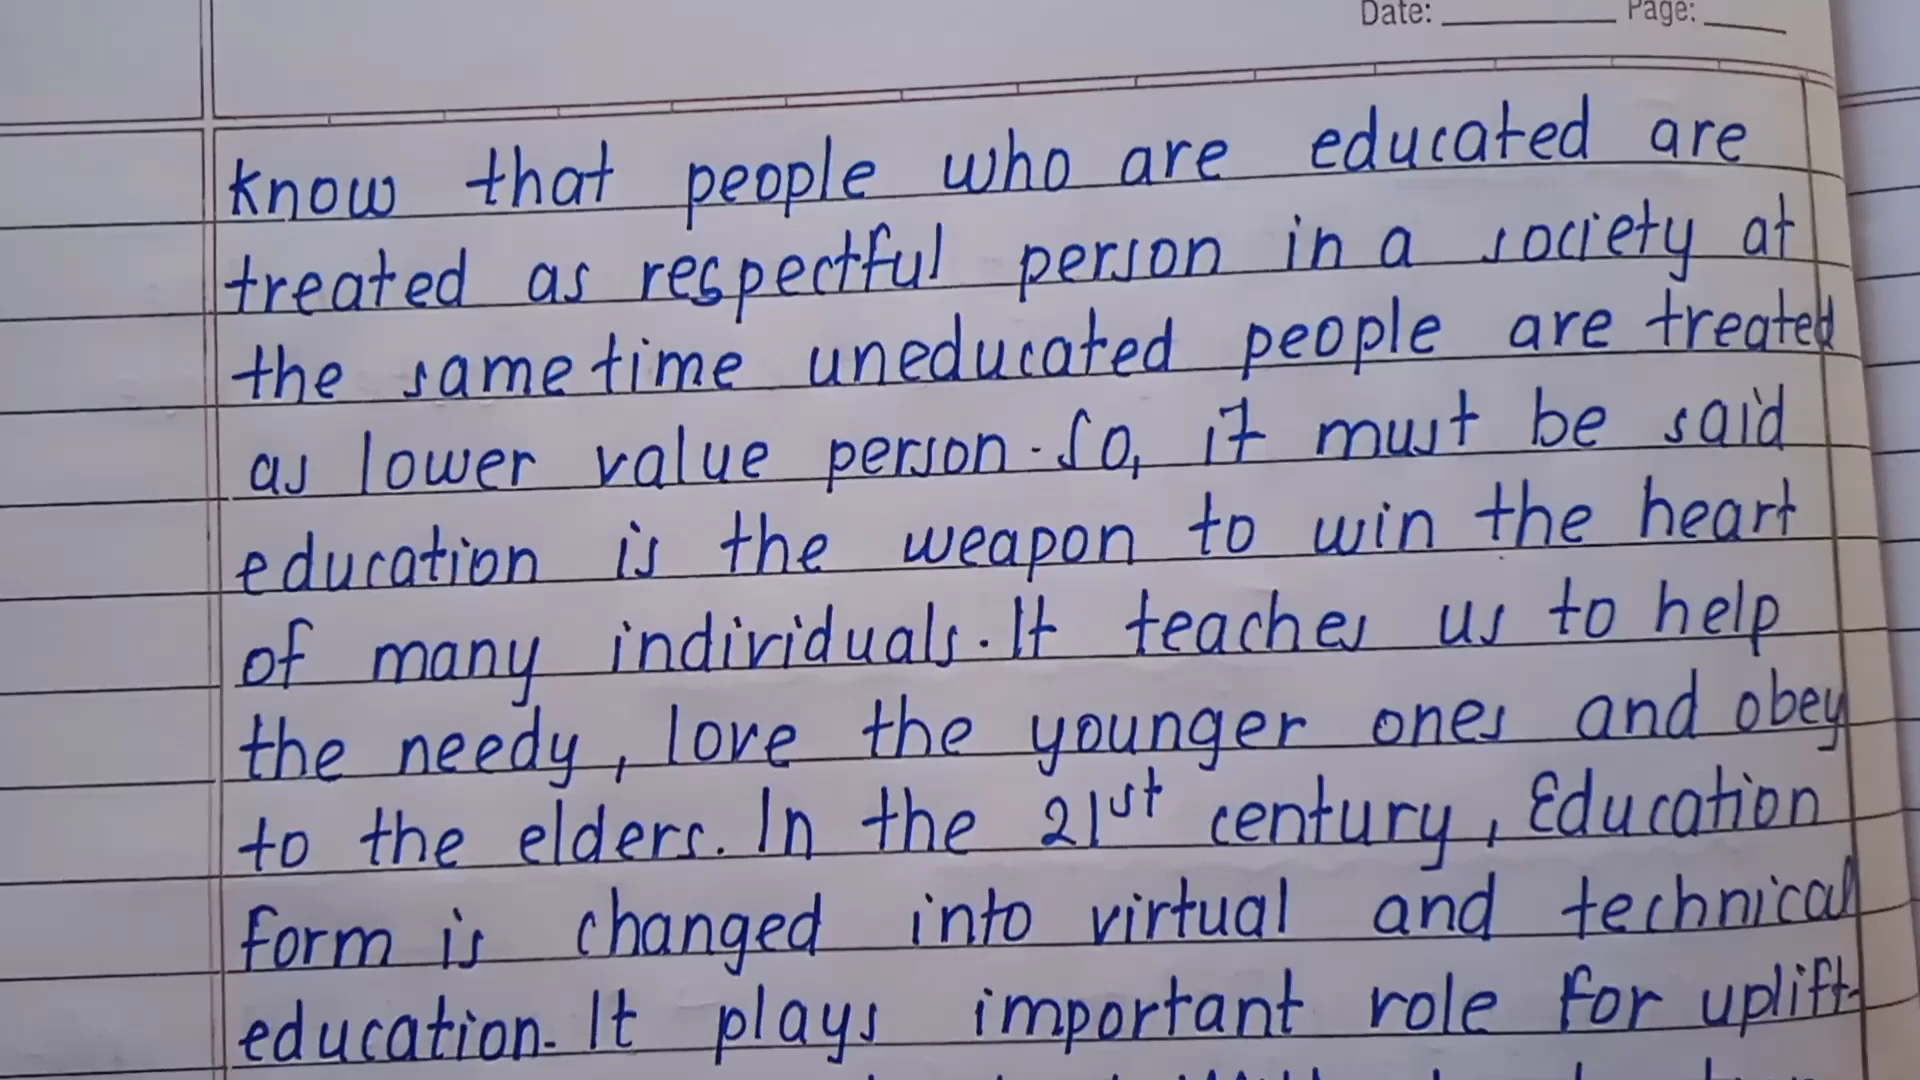 Date: Page:
know that people who are educated are
treated as respectful person in a society at
the same time uneducated people are treated
as lower value person. So, it must be said
education is the weapon to win the heart
of many individuals. It teaches us to help
the needy, love the younger ones and obey
to the elders. In the 21st century, Education
form is changed into virtual and technical
education. It plays important role for uplift-